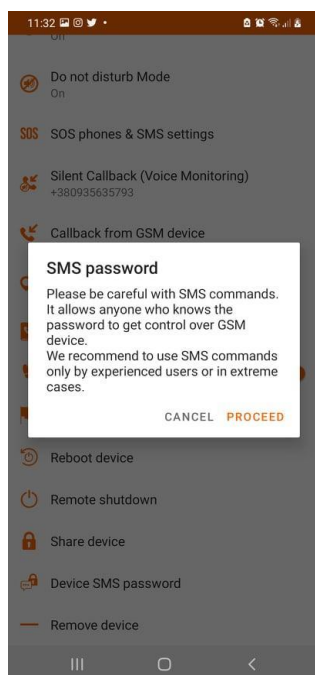 11:32
On
Do not disturb Mode
On
SOS SOS phones & SMS settings
Silent Callback (Voice Monitoring)
+380935635793
Callback from GSM device
SMS password
Please be careful with SMS commands.
It allows anyone who knows the
password to get control over GSM
device.
We recommend to use SMS commands
only by experienced users or in extreme
cases.
CANCEL PROCEED
Reboot device
Remote shutdown
Share device
Device SMS password
Remove device